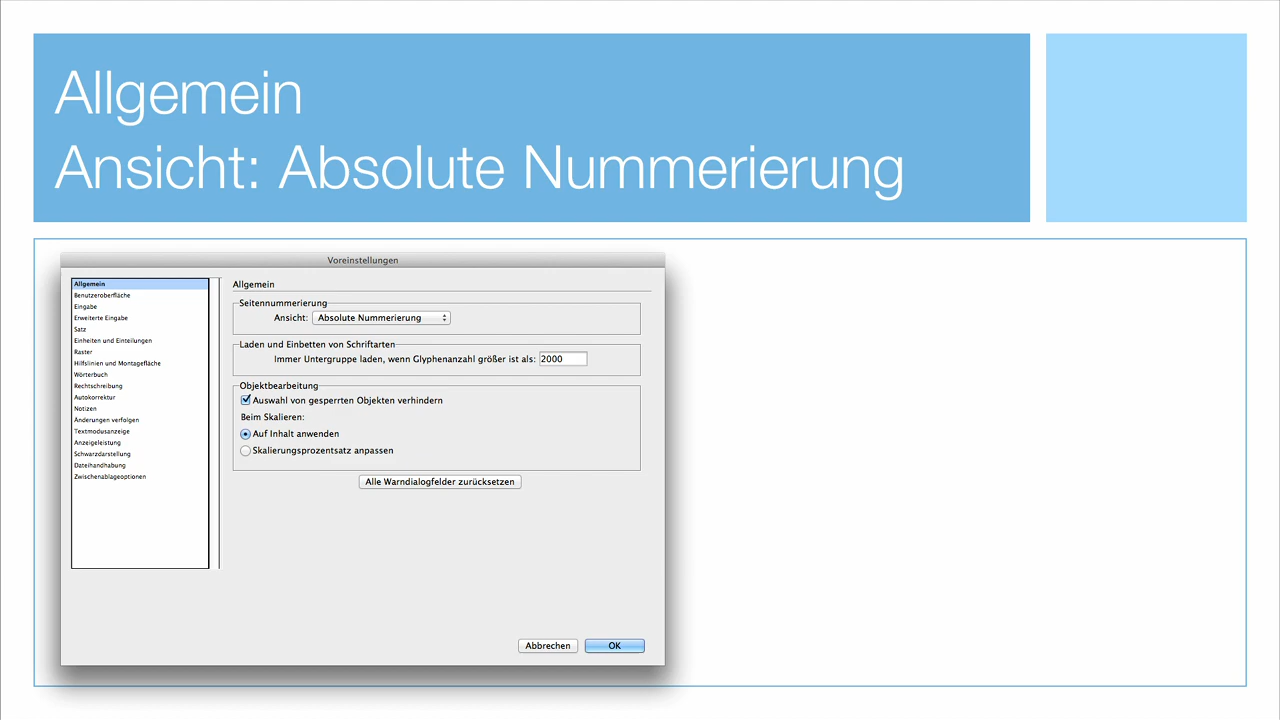 Allgemein
Ansicht: Absolute Nummerierung
Voreinstellungen
Allgemein
Benutzeroberfläche
Eingabe
Erweiterte Eingabe
Satz
Einheiten und Einteilungen
Raster
Hilfslinien und Montagefläche
Wörterbuch
Rechtschreibung
Autokorrektur
Notizen
Änderungen verfolgen
Textmodusanzeige
Anzeigeleistung
Schwarzdarstellung
Dateihandhabung
Zwischenablageoptionen
Allgemein
Seitennummerierung
Ansicht: Absolute Nummerierung
Laden und Einbetten von Schriftarten
Immer Untergruppe laden, wenn Glyphenanzahl größer ist als: 2000
Objektbearbeitung
Auswahl von gesperrten Objekten verhindern
Beim Skalieren:
Auf Inhalt anwenden
Skalierungsprozentsatz anpassen
Alle Warndialogfelder zurücksetzen
Abbrechen OK